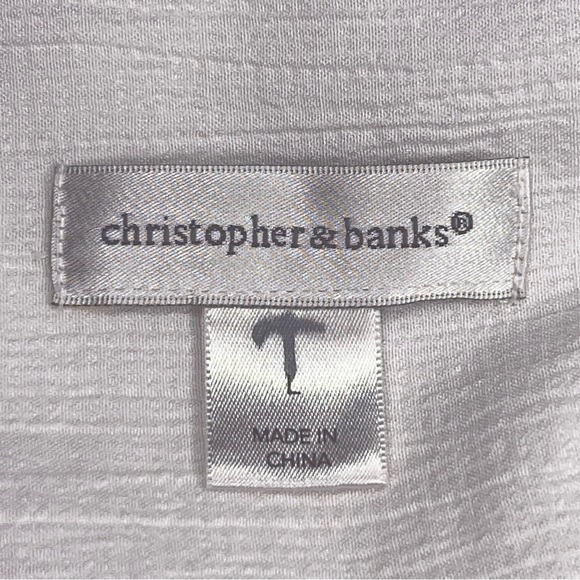 christopher & banks®
L
MADE IN
CHINA